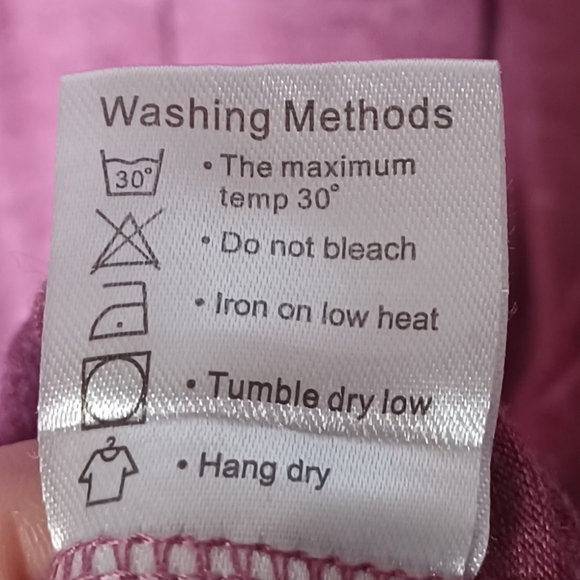 Washing Methods
30°
• The maximum
temp 30°
• Do not bleach
• Iron on low heat
• Tumble dry low
• Hang dry